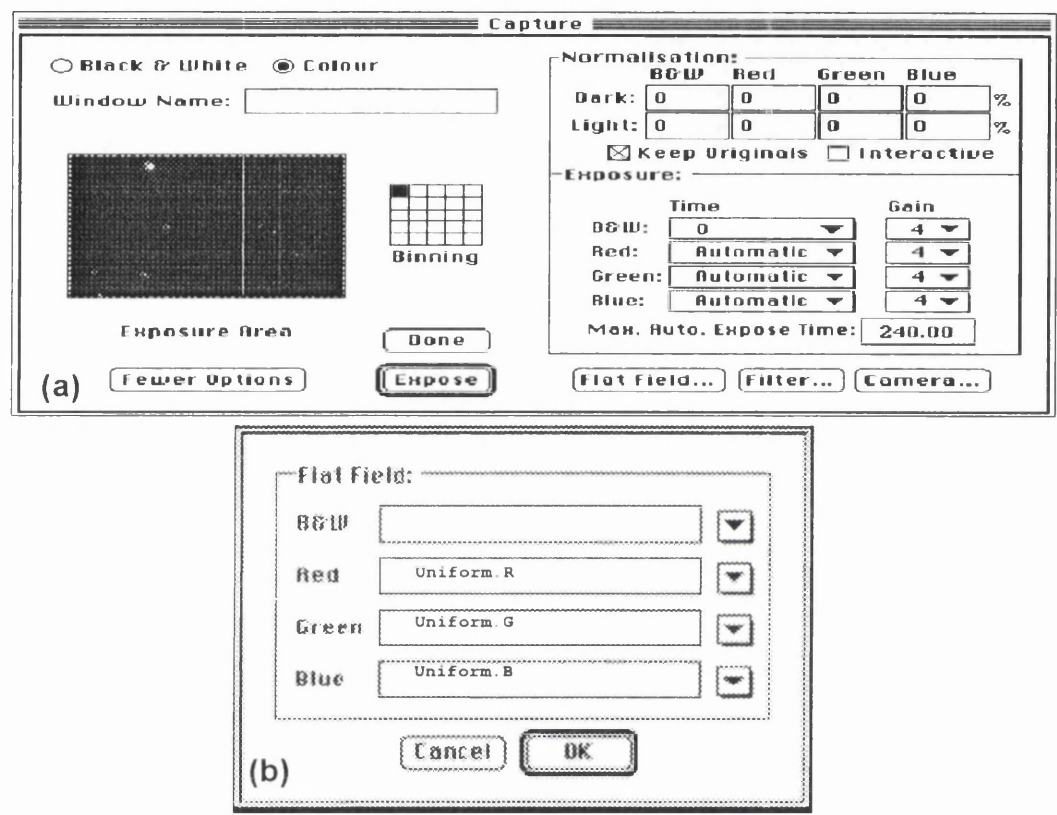 Capture
Black & White Colour
Window Name:
Exposure Area
Binning
Done
Fewer Options
Expose
Normalisation:
B&W Red Green Blue
Dark: 0 0 0 0 %
Light: 0 0 0 0 %
Keep Originals Interactive
Exposure:
Time Gain
B&W: 0 4
Red: Automatic 4
Green: Automatic 4
Blue: Automatic 4
Max. Auto. Expose Time: 240.00
Flat Field... Filter... Camera...
(a)
Flat Field:
B&W
Red Uniform.R
Green Uniform.G
Blue Uniform.B
Cancel OK
(b)